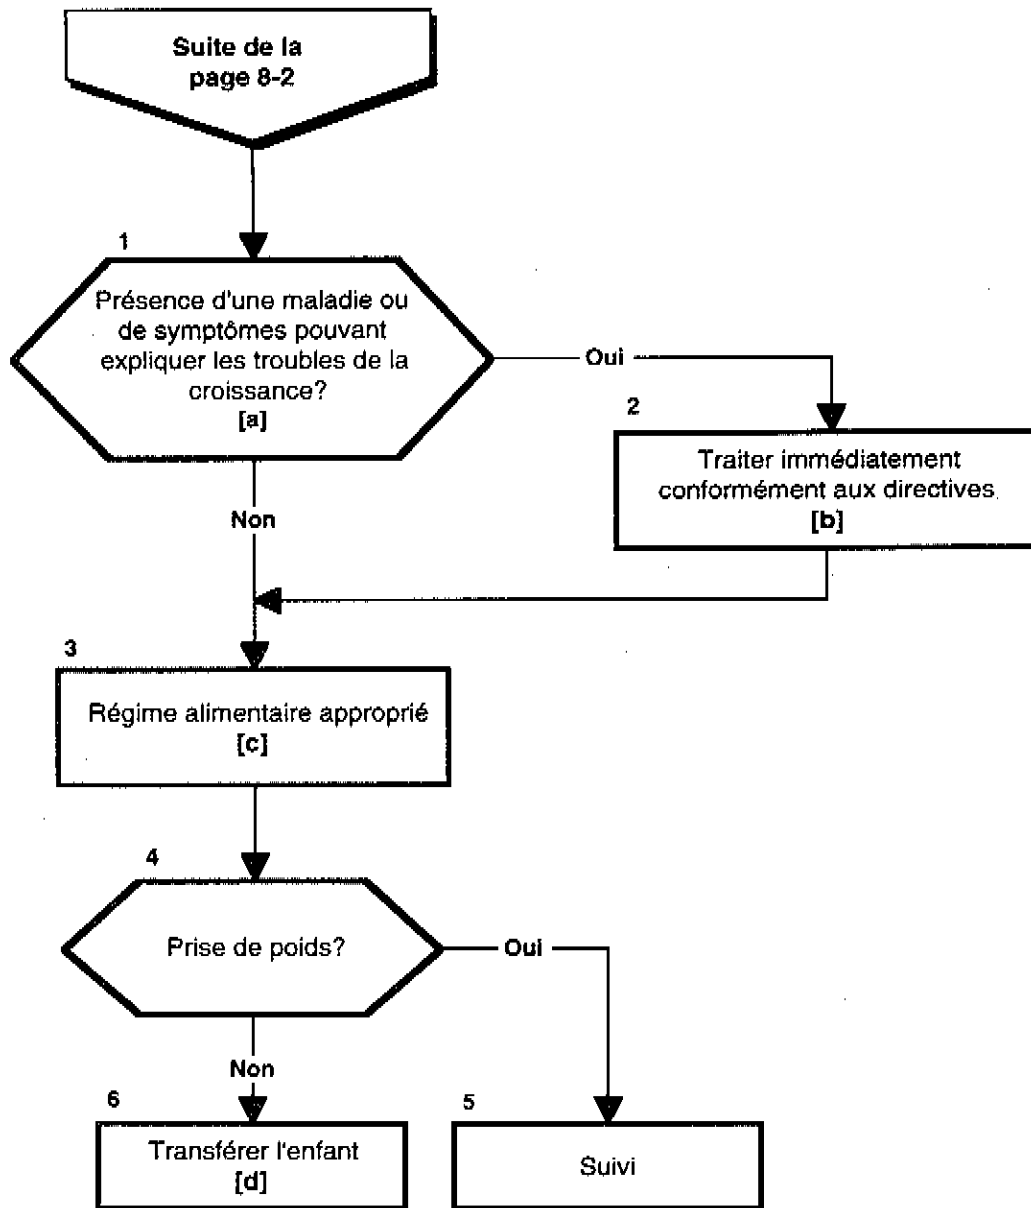 Suite de la
page 8-2
1
Présence d'une maladie ou
de symptômes pouvant
expliquer les troubles de la
croissance?
[a]
Oui
2
Traiter immédiatement
conformément aux directives
[b]
Non
3
Régime alimentaire approprié
[c]
4
Prise de poids?
Oui
Non
6
Transférer l'enfant
[d]
5
Suivi